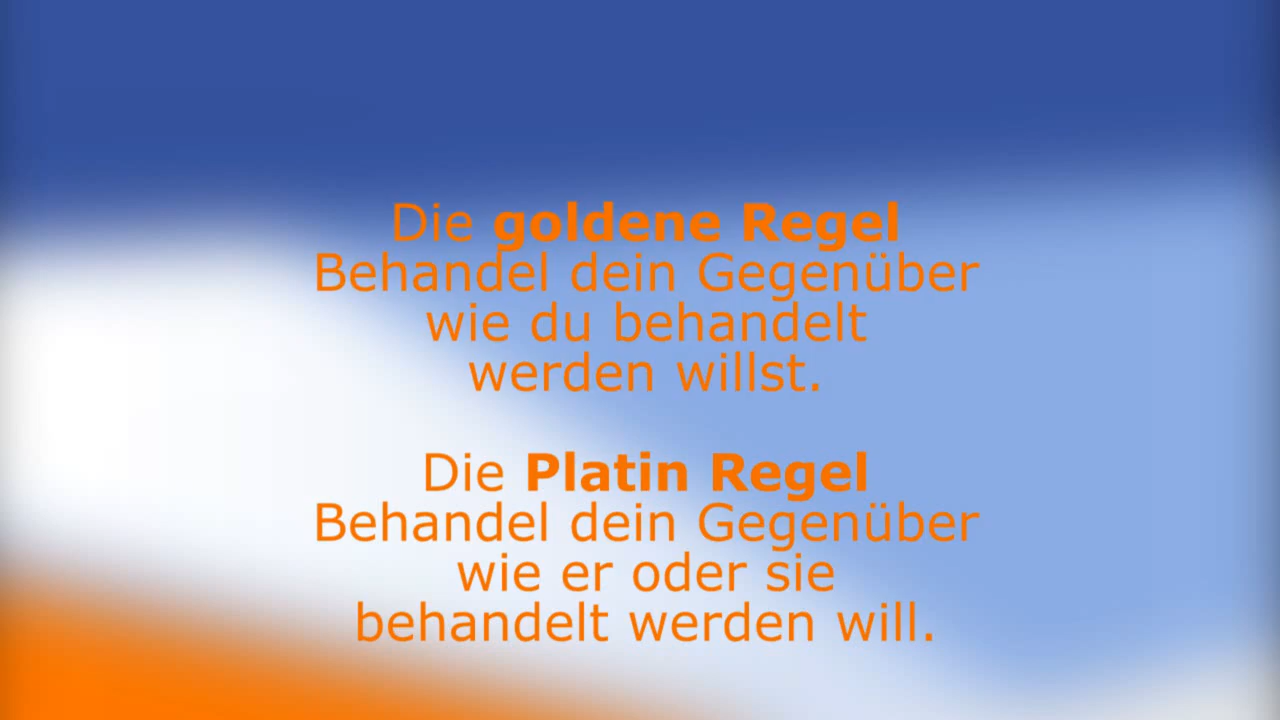 Die goldene Regel
Behandel dein Gegenüber
wie du behandelt
werden willst.
Die Platin Regel
Behandel dein Gegenüber
wie er oder sie
behandelt werden will.